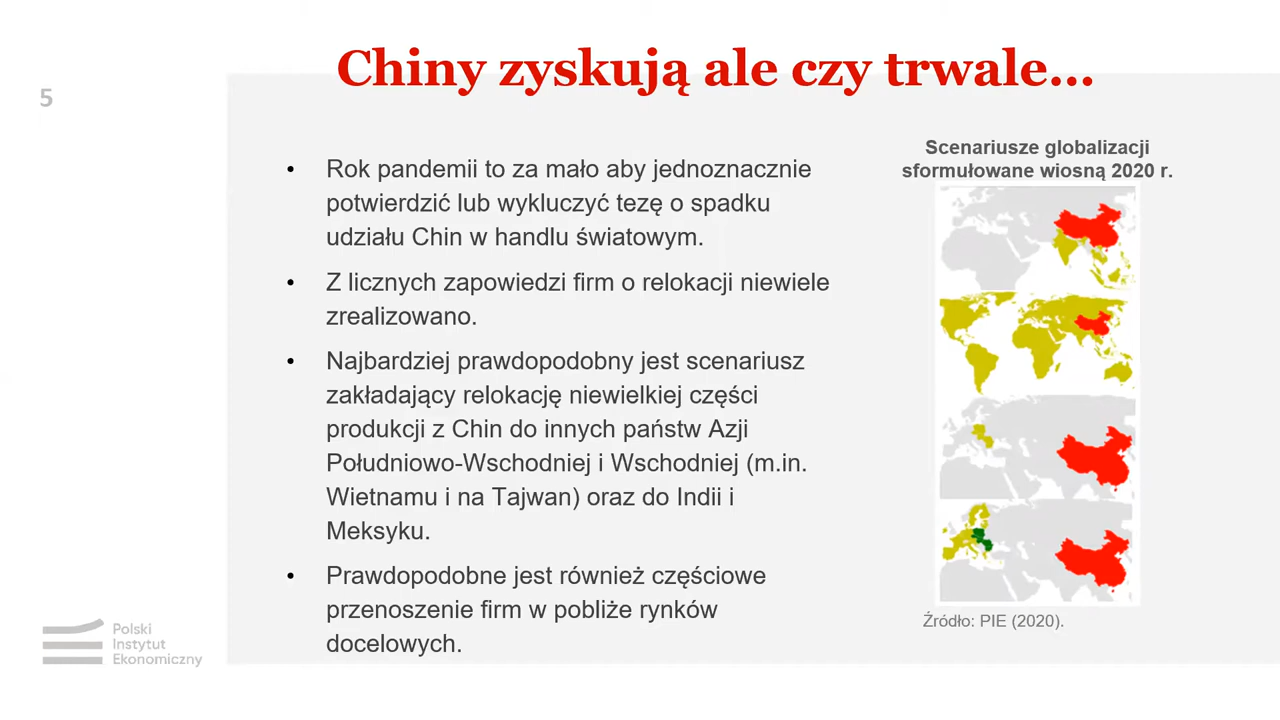 Chiny zyskują ale czy trwale...
5
• Rok pandemii to za mało aby jednoznacznie
potwierdzić lub wykluczyć tezę o spadku
udziału Chin w handlu światowym.
• Z licznych zapowiedzi firm o relokacji niewiele
zrealizowano.
• Najbardziej prawdopodobny jest scenariusz
zakładający relokację niewielkiej części
produkcji z Chin do innych państw Azji
Południowo-Wschodniej i Wschodniej (m.in.
Wietnamu i na Tajwan) oraz do Indii i
Meksyku.
• Prawdopodobne jest również częściowe
przenoszenie firm w pobliże rynków
docelowych.
Scenariusze globalizacji
sformułowane wiosną 2020 r.
Źródło: PIE (2020).
Polski
Instytut
Ekonomiczny